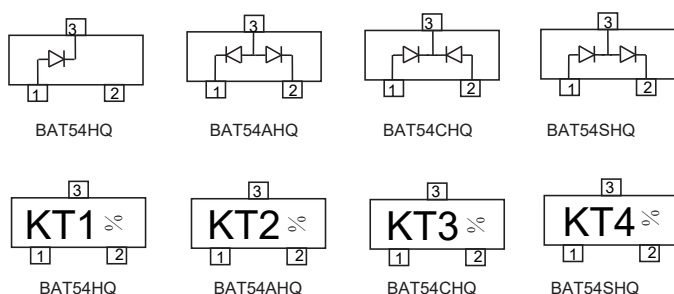 3 3 3 3
1 2 1 2 1 2 1 2
BAT54HQ BAT54AHQ BAT54CHQ BAT54SHQ
3 3 3 3
KT1 % KT2 % KT3 % KT4 %
1 2 1 2 1 2 1 2
BAT54HQ BAT54AHQ BAT54CHQ BAT54SHQ